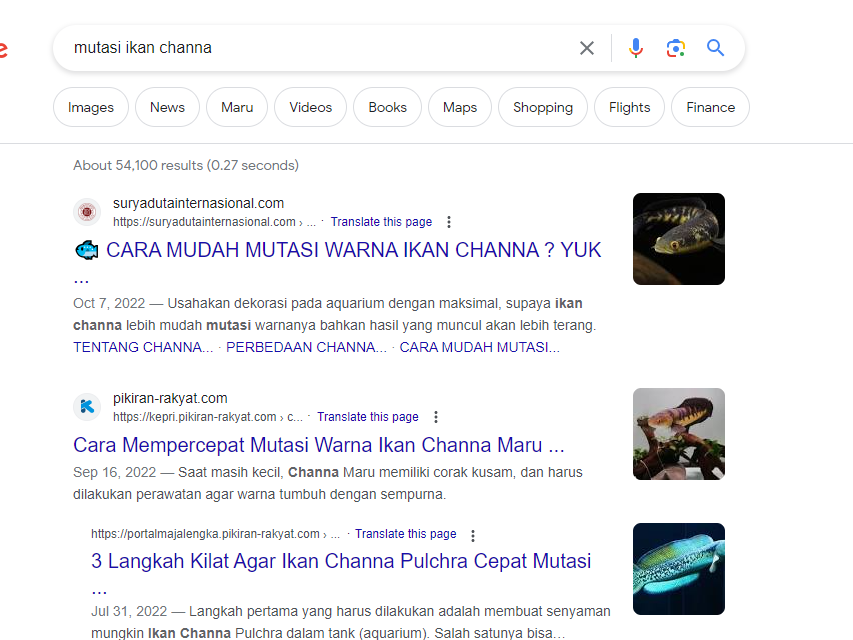 e
mutasi ikan channa
Images News Maru Videos Books Maps Shopping Flights Finance
About 54,100 results (0.27 seconds)
suryadutainternasional.com
https://suryadutainternasional.com › ... · Translate this page
CARA MUDAH MUTASI WARNA IKAN CHANNA ? YUK
...
Oct 7, 2022 — Usahakan dekorasi pada aquarium dengan maksimal, supaya ikan
channa lebih mudah mutasi warnanya bahkan hasil yang muncul akan lebih terang.
TENTANG CHANNA... · PERBEDAAN CHANNA... · CARA MUDAH MUTASI...
pikiran-rakyat.com
https://kepri.pikiran-rakyat.com › c... · Translate this page
Cara Mempercepat Mutasi Warna Ikan Channa Maru ...
Sep 16, 2022 — Saat masih kecil, Channa Maru memiliki corak kusam, dan harus
dilakukan perawatan agar warna tumbuh dengan sempurna.
https://portalmajalengka.pikiran-rakyat.com › ... · Translate this page
3 Langkah Kilat Agar Ikan Channa Pulchra Cepat Mutasi
...
Jul 31, 2022 — Langkah pertama yang harus dilakukan adalah membuat senyaman
mungkin Ikan Channa Pulchra dalam tank (aquarium). Salah satunya bisa...